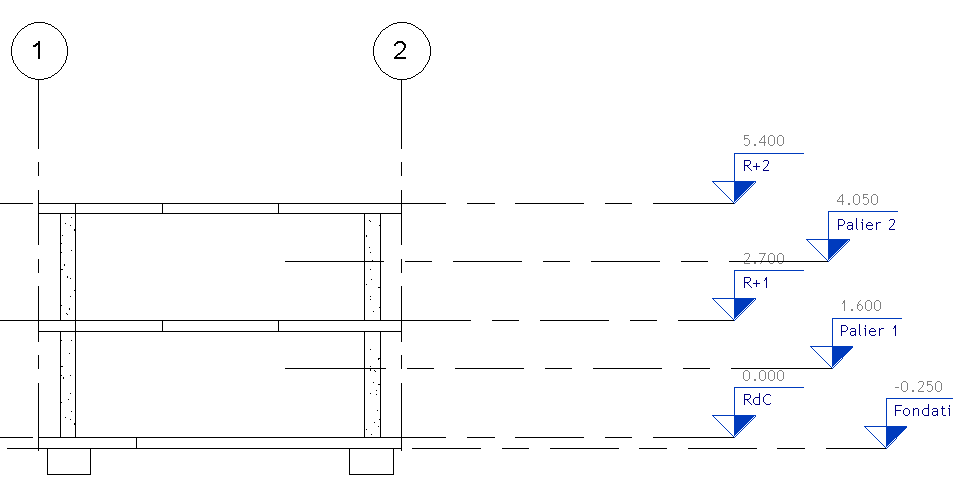 1
2
5.400
R+2
4.050
Palier 2
2.700
R+1
1.600
Palier 1
0.000
RdC
-0.250
Fondati